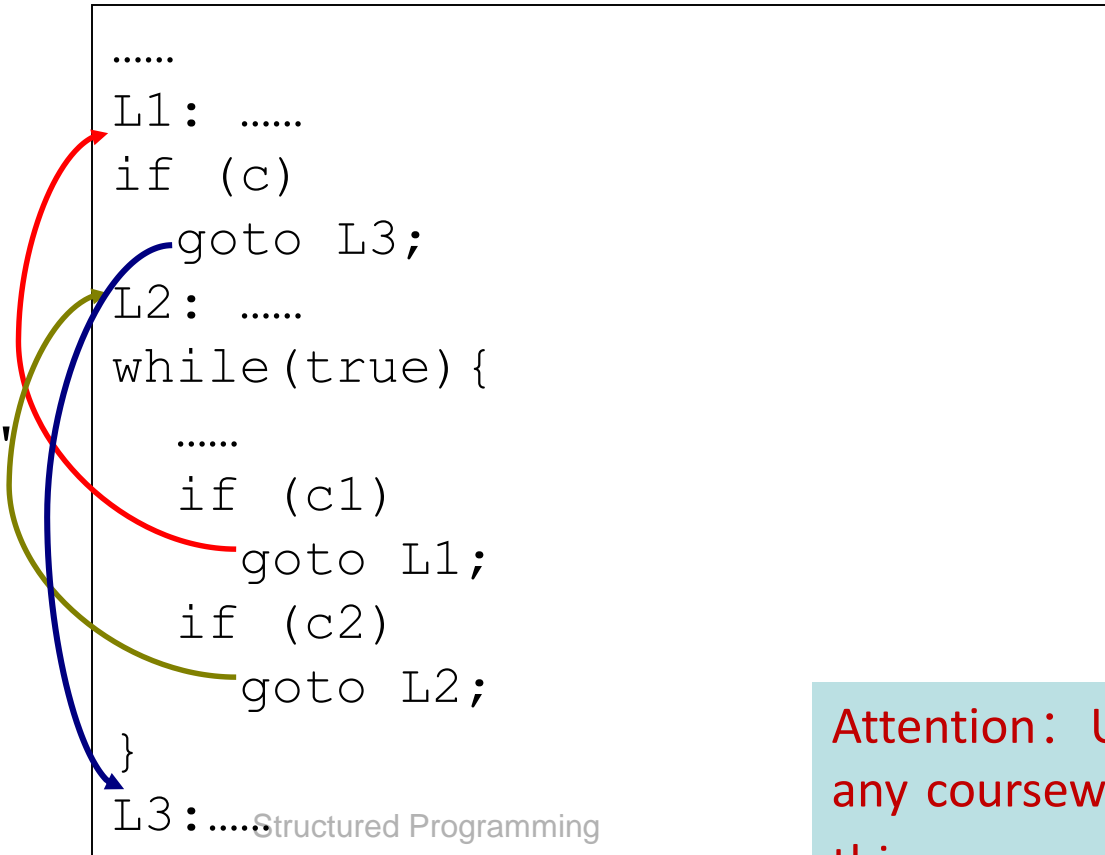 ……
L1: ……
if (c)
goto L3;
L2: ……
while(true){
……
if (c1)
goto L1;
if (c2)
goto L2;
}
L3:……
Structured Programming
Attention: U
any coursew